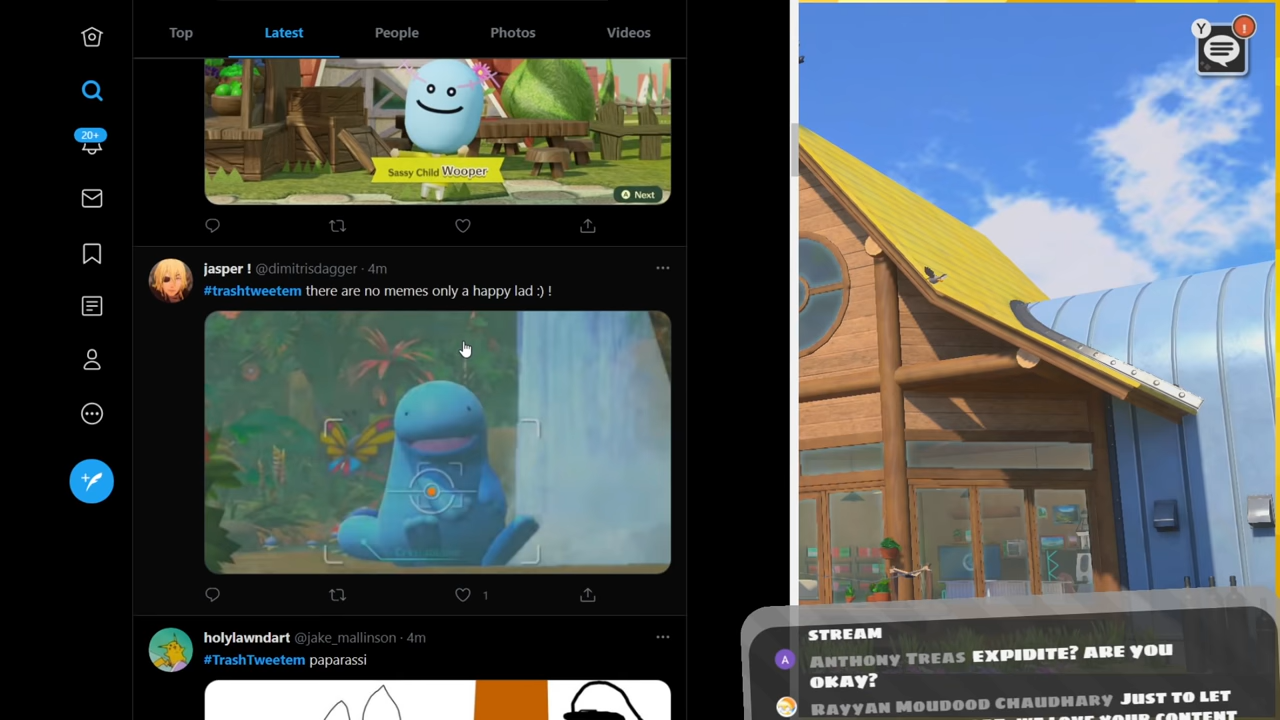 Top
Latest
People
Photos
Videos
20+
Sassy Child Wooper
A Next
jasper ! @dimitrisdagger · 4m
#trashtweetem there are no memes only a happy lad :) !
1
holylawndart @jake_mallinson · 4m
#TrashTweetem paparassi
Y
!
STREAM
A
ANTHONY TREAS EXPIDITE? ARE YOU
OKAY?
RAYYAN MOUDOOD CHAUDHARY JUST TO LET
WE LOVE YOUR CONTENT